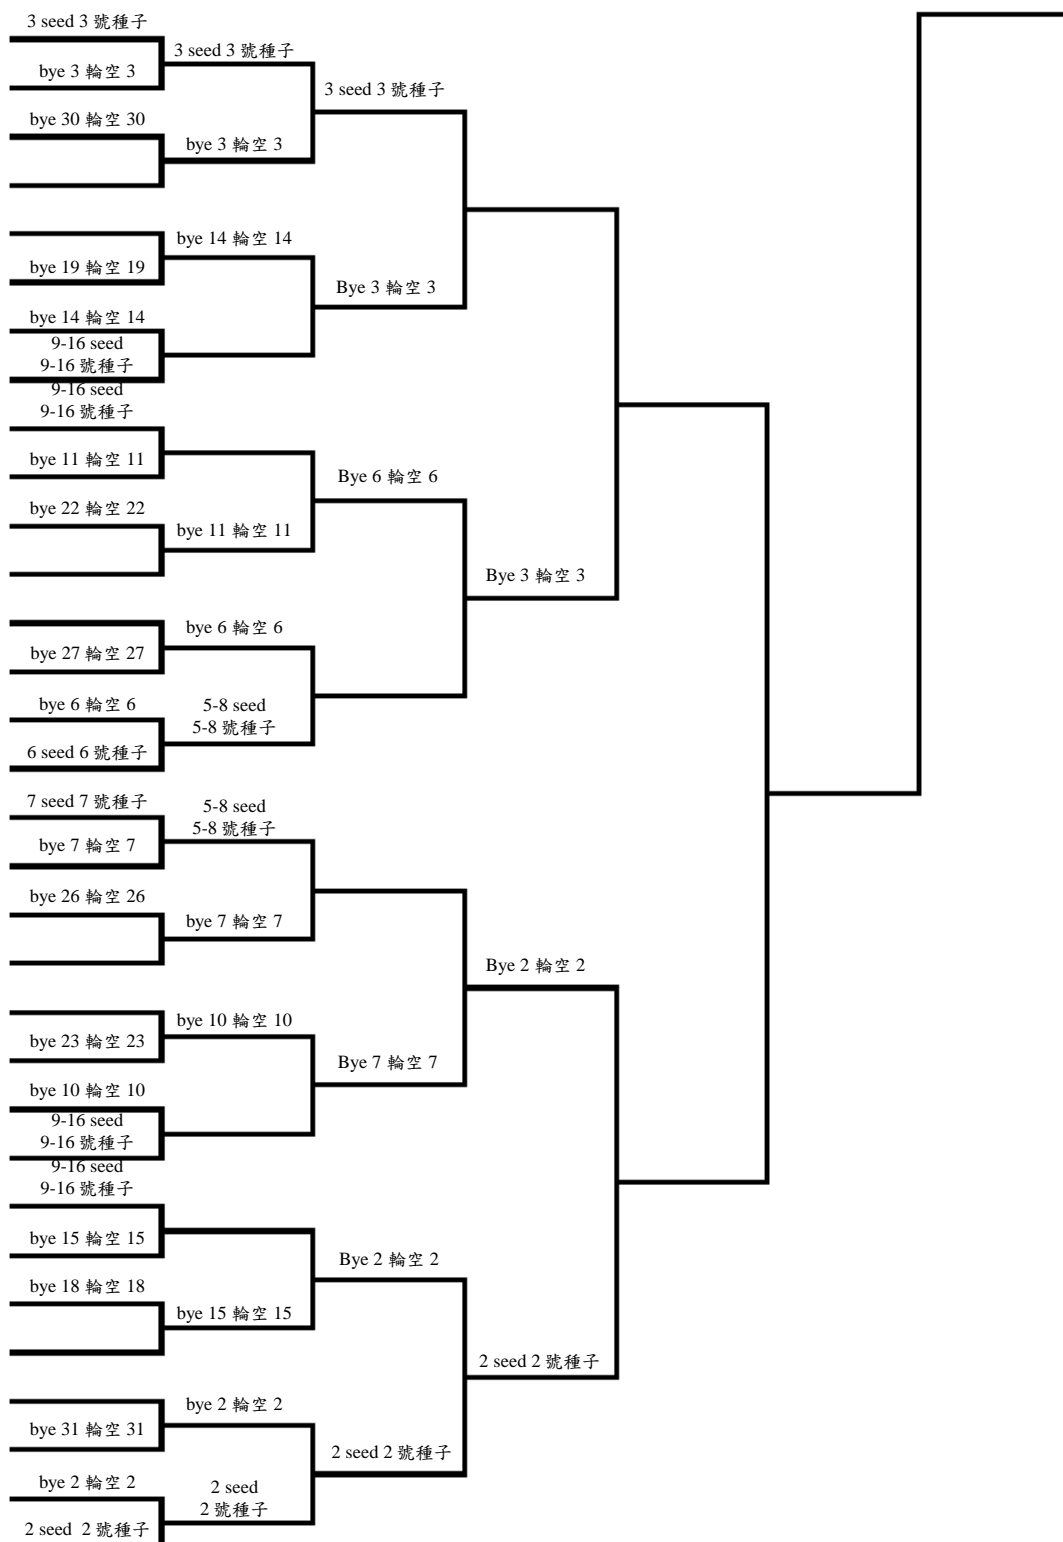 3 seed 3 號種子
bye 3 輪空 3
bye 30 輪空 30
bye 19 輪空 19
bye 14 輪空 14
9-16 seed
9-16 號種子
9-16 seed
9-16 號種子
bye 11 輪空 11
bye 22 輪空 22
bye 27 輪空 27
bye 6 輪空 6
6 seed 6 號種子
7 seed 7 號種子
bye 7 輪空 7
bye 26 輪空 26
bye 23 輪空 23
bye 10 輪空 10
9-16 seed
9-16 號種子
9-16 seed
9-16 號種子
bye 15 輪空 15
bye 18 輪空 18
bye 31 輪空 31
bye 2 輪空 2
2 seed 2 號種子
3 seed 3 號種子
bye 3 輪空 3
bye 14 輪空 14
bye 11 輪空 11
bye 6 輪空 6
5-8 seed
5-8 號種子
5-8 seed
5-8 號種子
bye 7 輪空 7
bye 10 輪空 10
bye 15 輪空 15
bye 2 輪空 2
2 seed
2 號種子
3 seed 3 號種子
Bye 3 輪空 3
Bye 6 輪空 6
Bye 7 輪空 7
Bye 2 輪空 2
2 seed 2 號種子
Bye 3 輪空 3
Bye 2 輪空 2
2 seed 2 號種子